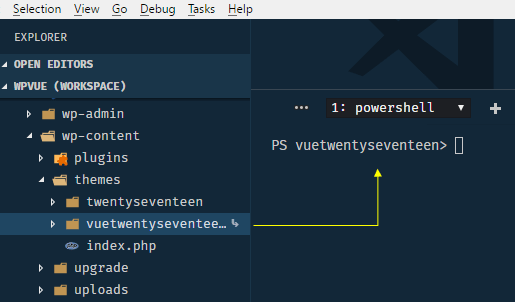 Selection View Go Debug Tasks Help
EXPLORER
OPEN EDITORS
WPVUE (WORKSPACE)
wp-admin
wp-content
plugins
themes
twentyseventeen
vuetwentyseventee…
index.php
upgrade
uploads
··· 1: powershell
PS vuetwentyseventeen>